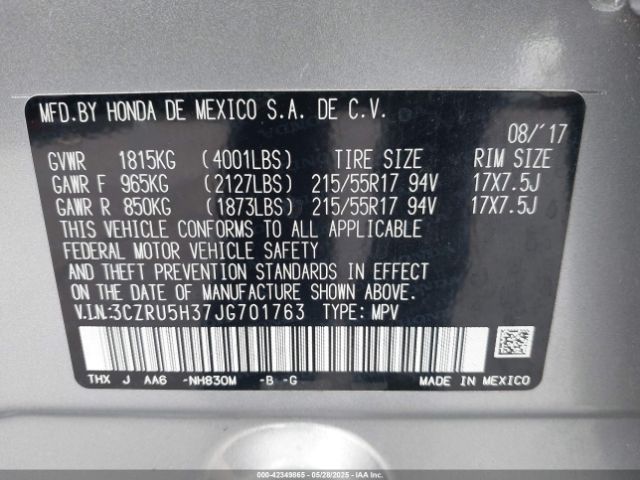 MFD.BY HONDA DE MEXICO S.A. DE C.V.
08/'17
GVWR 1815KG (4001LBS) TIRE SIZE RIM SIZE
GAWR F 965KG (2127LBS) 215/55R17 94V 17X7.5J
GAWR R 850KG (1873LBS) 215/55R17 94V 17X7.5J
THIS VEHICLE CONFORMS TO ALL APPLICABLE
FEDERAL MOTOR VEHICLE SAFETY
AND THEFT PREVENTION STANDARDS IN EFFECT
ON THE DATE OF MANUFACTURE SHOWN ABOVE.
V.I.N.:3CZRU5H37JG701763 TYPE: MPV
THX J AA6 -NH830M -B -G MADE IN MEXICO
000-42349865 - 05/28/2025 - IAAI.COM